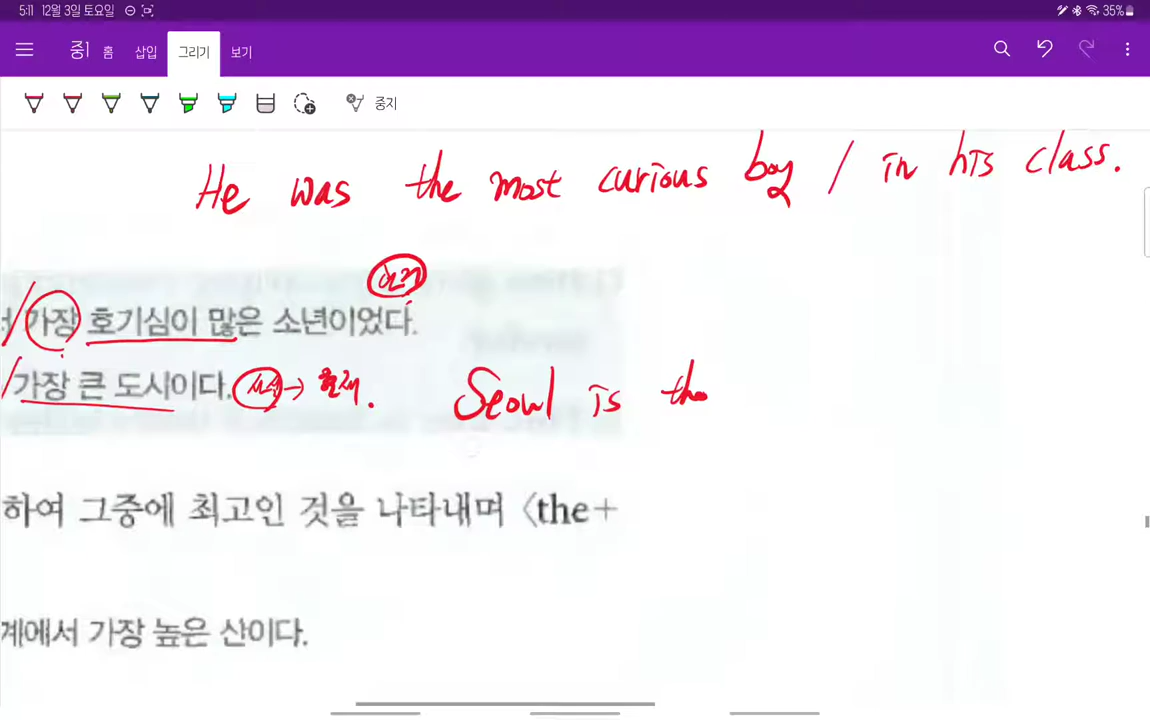 5:11 12월 3일 토요일 35%
중1 홈 삽입 그리기 보기
중지
He was the most curious boy / in his class.
가장 호기심이 많은 소년이었다.
가장 큰 도시이다. → 현재. Seoul is the
하여 그중에 최고인 것을 나타내며 〈the+
계에서 가장 높은 산이다.